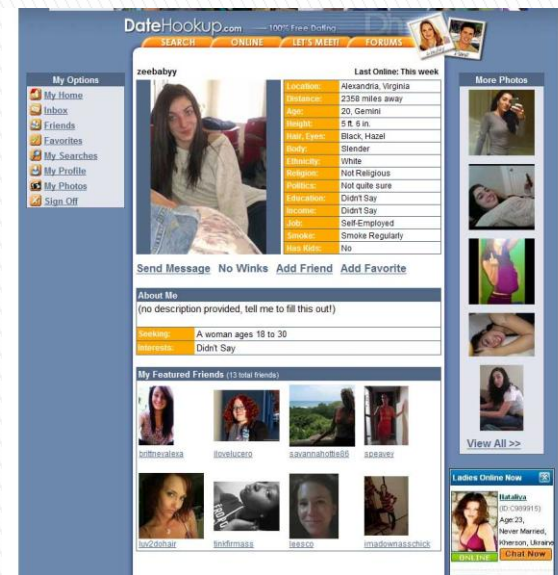 DateHookup.com 100% Free Dating
SEARCH ONLINE LET'S MEET! FORUMS
My Options
My Home
Inbox
Friends
Favorites
My Searches
My Profile
My Photos
Sign Off
zeebabyy Last Online: This week
Location: Alexandria, Virginia
Distance: 2358 miles away
Age: 20, Gemini
Height: 5 ft. 6 in.
Hair, Eyes: Black, Hazel
Body: Slender
Ethnicity: White
Religion: Not Religious
Politics: Not quite sure
Education: Didn't Say
Income: Didn't Say
Job: Self-Employed
Smoke: Smoke Regularly
Has Kids: No
Send Message No Winks Add Friend Add Favorite
About Me
(no description provided, tell me to fill this out!)
Seeking: A woman ages 18 to 30
Interests: Didn't Say
My Featured Friends (13 total friends)
brittneralexa ilovelucero savannahottie86 speavey
luv2dohair tinkfirmass leesco imadownasschick
More Photos
View All >>
Ladies Online Now
Nataliya
(ID:C989915)
Age:23,
Never Married,
Kherson, Ukraine
ONLINE Chat Now